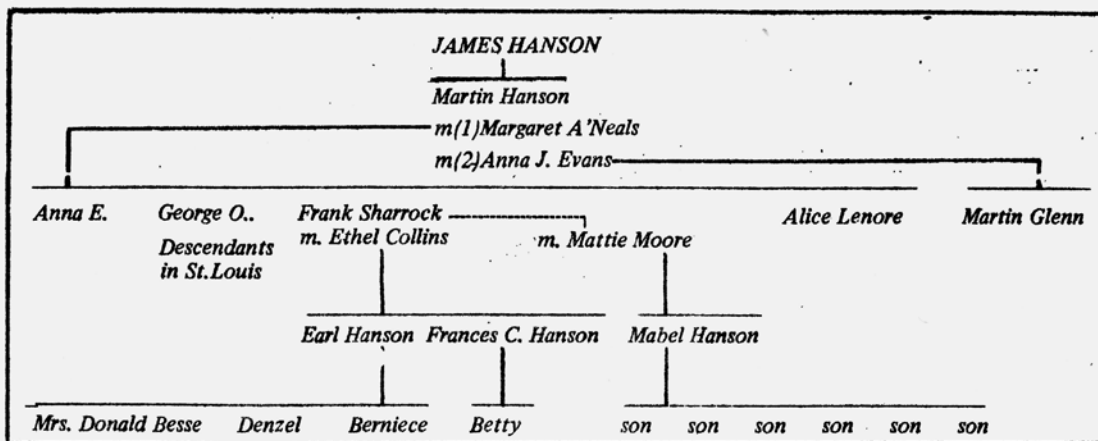 JAMES HANSON
Martin Hanson
m(1)Margaret A'Neals
m(2)Anna J. Evans
Anna E. George O.. Frank Sharrock Alice Lenore Martin Glenn
m. Ethel Collins m. Mattie Moore
Descendants
in St.Louis
Earl Hanson Frances C. Hanson Mabel Hanson
Mrs. Donald Besse Denzel Berniece Betty son son son son son son